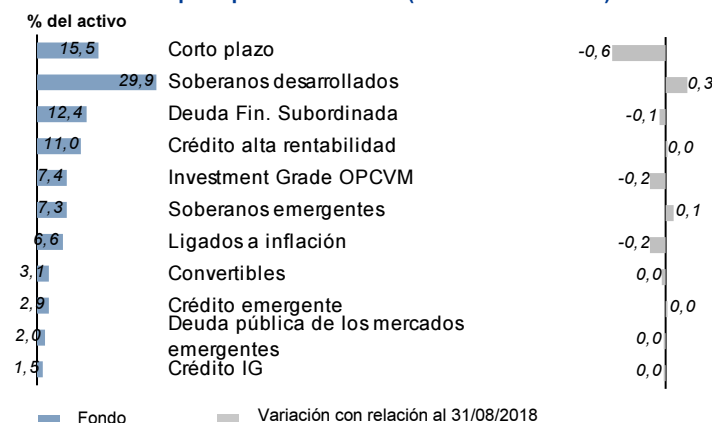 % del activo
15,5 Corto plazo -0,6
29,9 Soberanos desarrollados 0,3
12,4 Deuda Fin. Subordinada -0,1
11,0 Crédito alta rentabilidad 0,0
7,4 Investment Grade OPCVM -0,2
7,3 Soberanos emergentes 0,1
6,6 Ligados a inflación -0,2
3,1 Convertibles 0,0
2,9 Crédito emergente 0,0
2,0 Deuda pública de los mercados emergentes 0,0
1,5 Crédito IG 0,0
Fondo Variación con relación al 31/08/2018